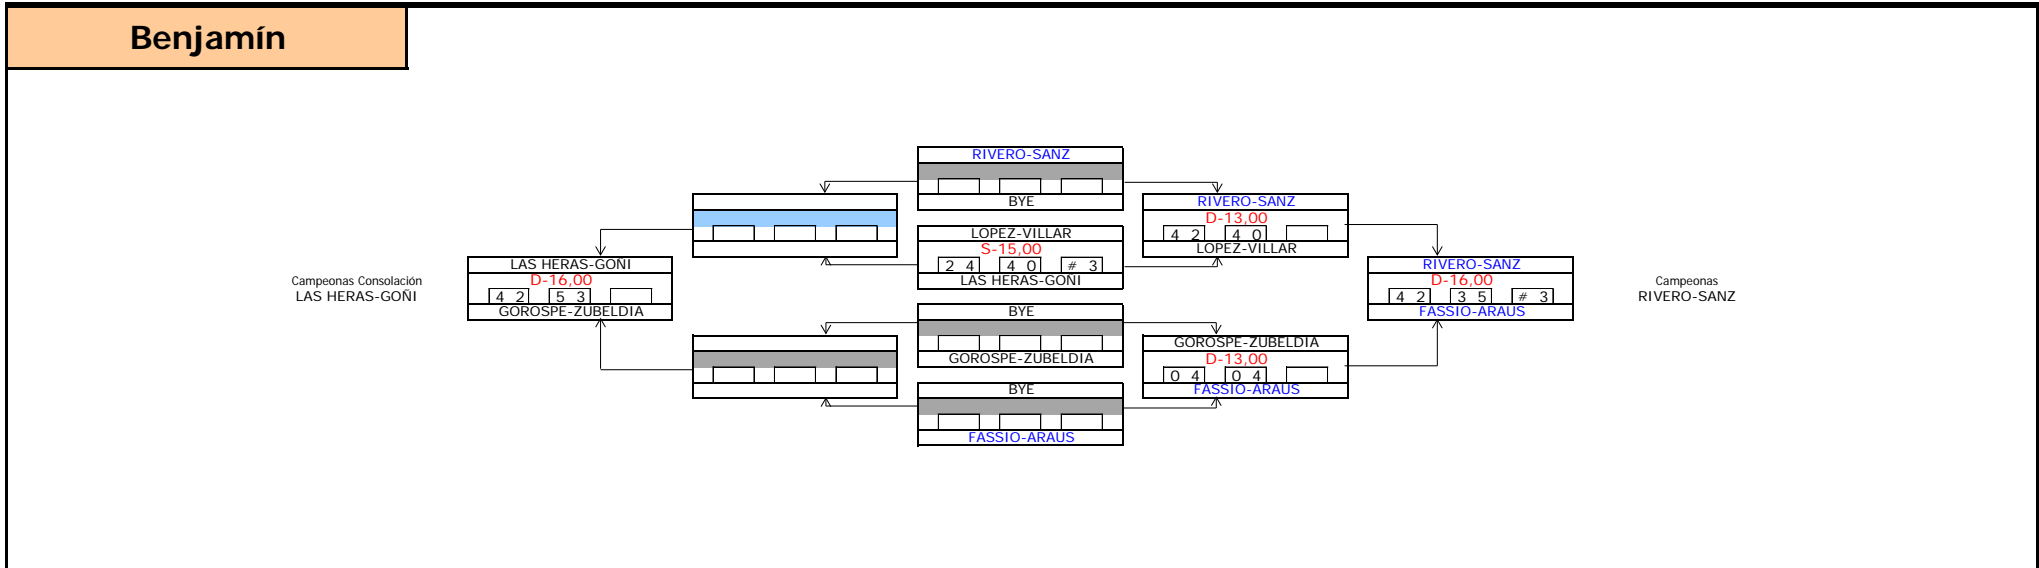 Benjamín
RIVERO-SANZ
BYE
RIVERO-SANZ
D-13,00
4 2 4 0
LOPEZ-VILLAR
LOPEZ-VILLAR
S-15,00
2 4 4 0 # 3
LAS HERAS-GOÑI
LAS HERAS-GOÑI
D-16,00
4 2 5 3
GOROSPE-ZUBELDIA
RIVERO-SANZ
D-16,00
4 2 3 5 # 3
FASSIO-ARAUS
Campeonas Consolación
LAS HERAS-GOÑI
Campeonas
RIVERO-SANZ
BYE
GOROSPE-ZUBELDIA
GOROSPE-ZUBELDIA
D-13,00
0 4 0 4
FASSIO-ARAUS
BYE
FASSIO-ARAUS